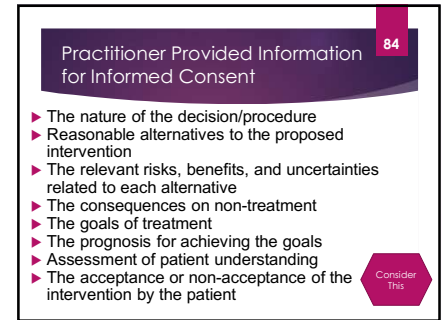 84
Practitioner Provided Information
for Informed Consent
The nature of the decision/procedure
Reasonable alternatives to the proposed
intervention
The relevant risks, benefits, and uncertainties
related to each alternative
The consequences on non-treatment
The goals of treatment
The prognosis for achieving the goals
Assessment of patient understanding
The acceptance or non-acceptance of the
intervention by the patient
Consider
This